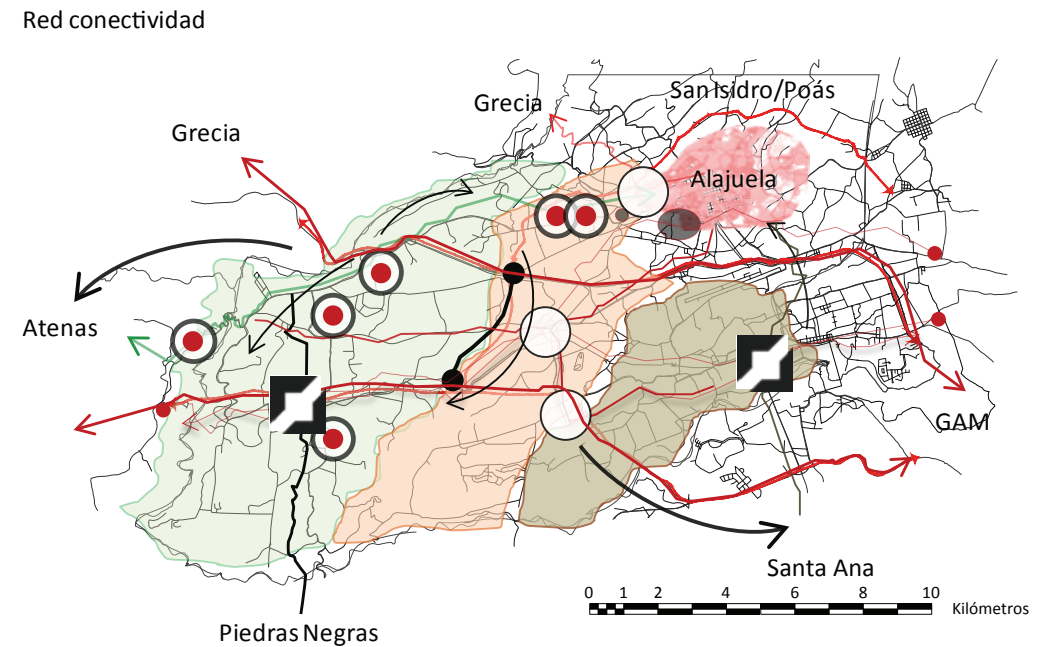 Red conectividad
San Isidro/Poás
Grecia
Grecia
Alajuela
Atenas
GAM
Santa Ana
0 1 2 4 6 8 10
Kilómetros
Piedras Negras